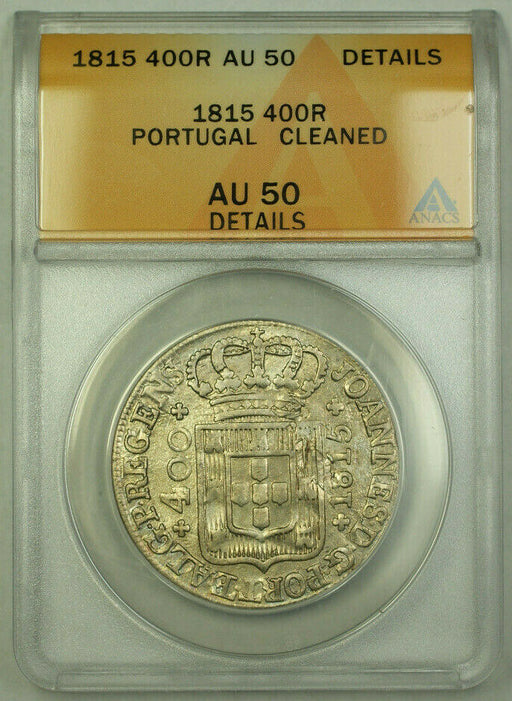 1815 400R AU 50 DETAILS
1815 400R
PORTUGAL CLEANED
AU 50
DETAILS
ANACS
JOANNES.D.G.PORT.E.ALG.P.REGENS
400
1815